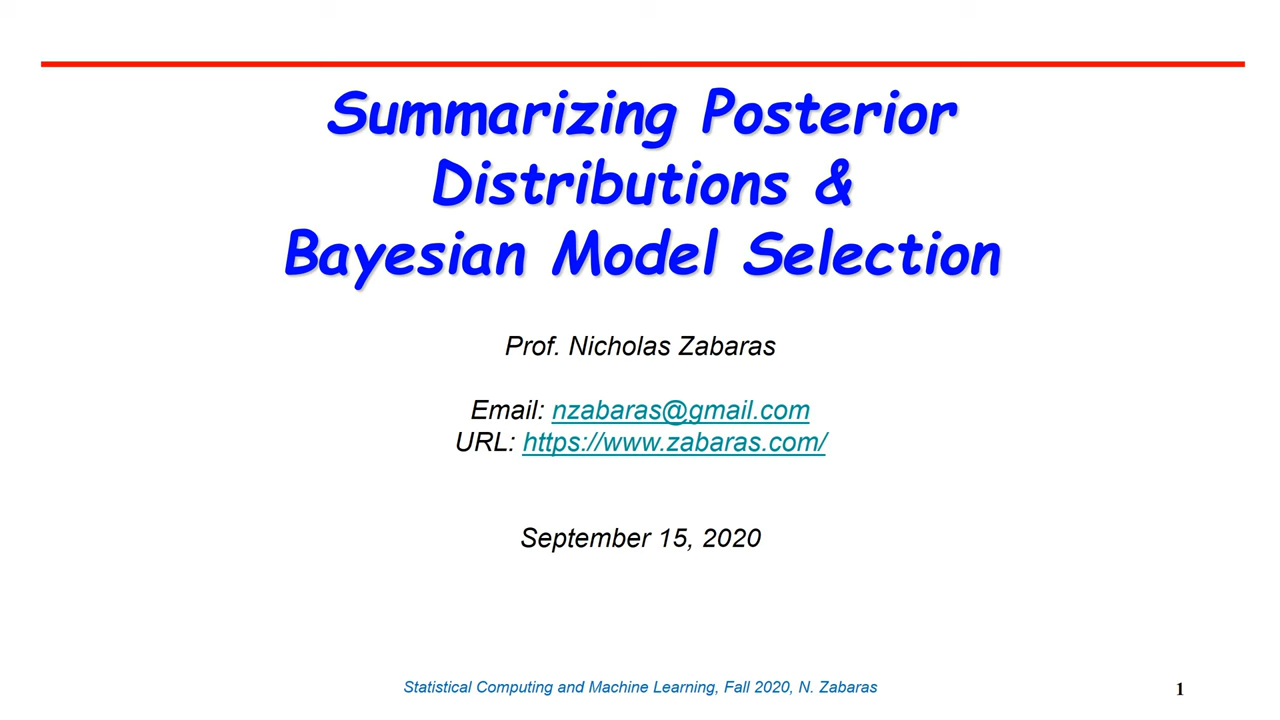 Summarizing Posterior
Distributions &
Bayesian Model Selection
Prof. Nicholas Zabaras
Email: nzabaras@gmail.com
URL: https://www.zabaras.com/
September 15, 2020
Statistical Computing and Machine Learning, Fall 2020, N. Zabaras
1